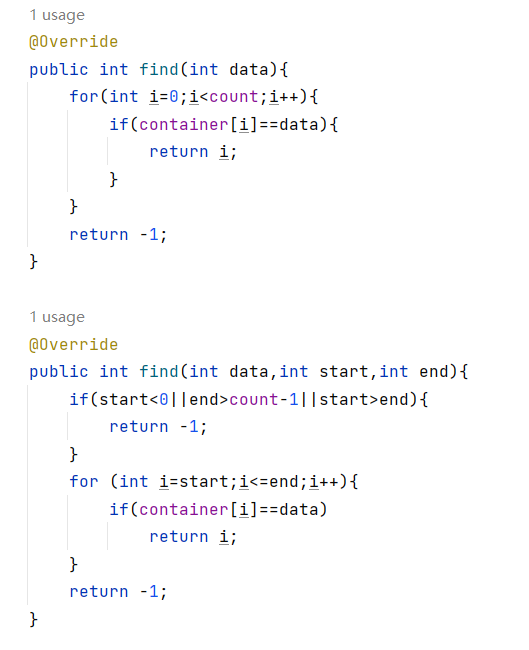 1 usage
@Override
public int find(int data){
    for(int i=0;i<count;i++){
        if(container[i]==data){
            return i;
        }
    }
    return -1;
}
1 usage
@Override
public int find(int data,int start,int end){
    if(start<0||end>count-1||start>end){
        return -1;
    }
    for (int i=start;i<=end;i++){
        if(container[i]==data)
            return i;
    }
    return -1;
}